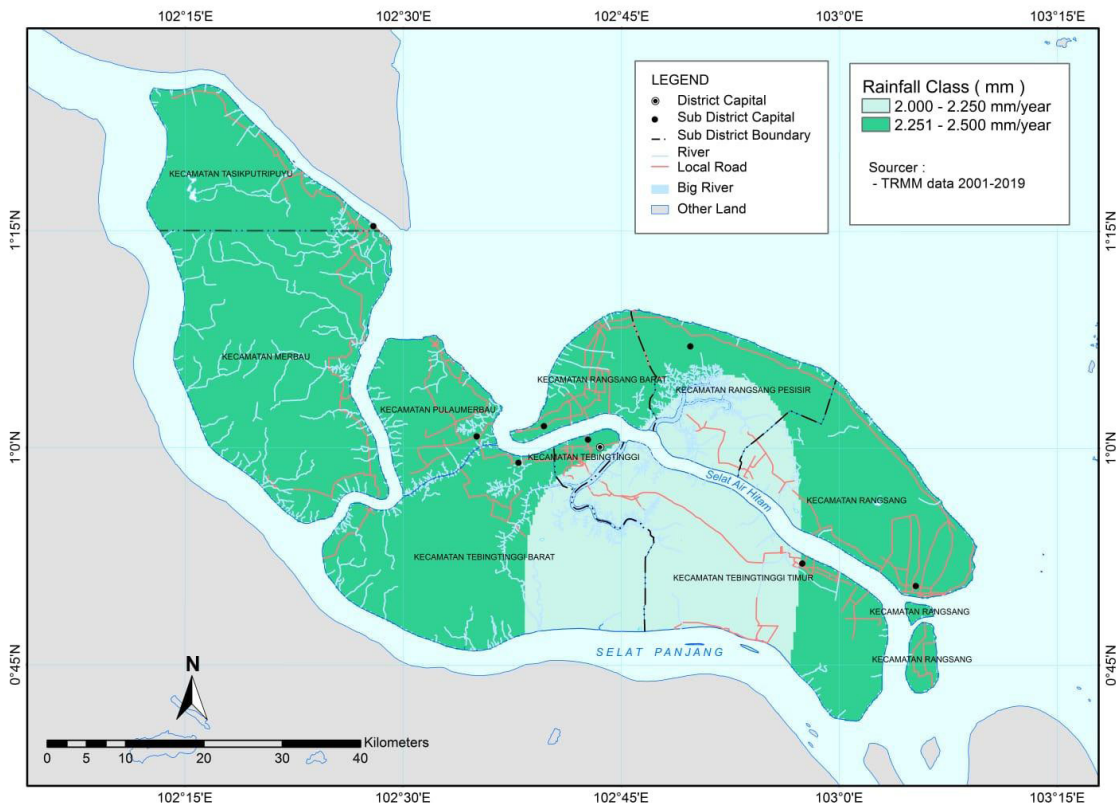 102°15'E 102°30'E 102°45'E 103°0'E 103°15'E
LEGEND
District Capital
Sub District Capital
Sub District Boundary
River
Local Road
Big River
Other Land
Rainfall Class ( mm )
2.000 - 2.250 mm/year
2.251 - 2.500 mm/year
Sourcer :
- TRMM data 2001-2019
KECAMATAN TASIKPUTRIPUYU
1°15'N 1°15'N
KECAMATAN MERBAU
KECAMATAN RANGSANG BARAT
KECAMATAN RANGSANG PESISIR
KECAMATAN PULAUMERBAU
1°0'N 1°0'N
KECAMATAN TEBINGTINGGI
Selat Air Hitam
KECAMATAN RANGSANG
KECAMATAN TEBINGTINGGI BARAT
KECAMATAN TEBINGTINGGI TIMUR
KECAMATAN RANGSANG
SELAT PANJANG
KECAMATAN RANGSANG
0°45'N 0°45'N
N
Kilometers
0 5 10 20 30 40
102°15'E 102°30'E 102°45'E 103°0'E 103°15'E